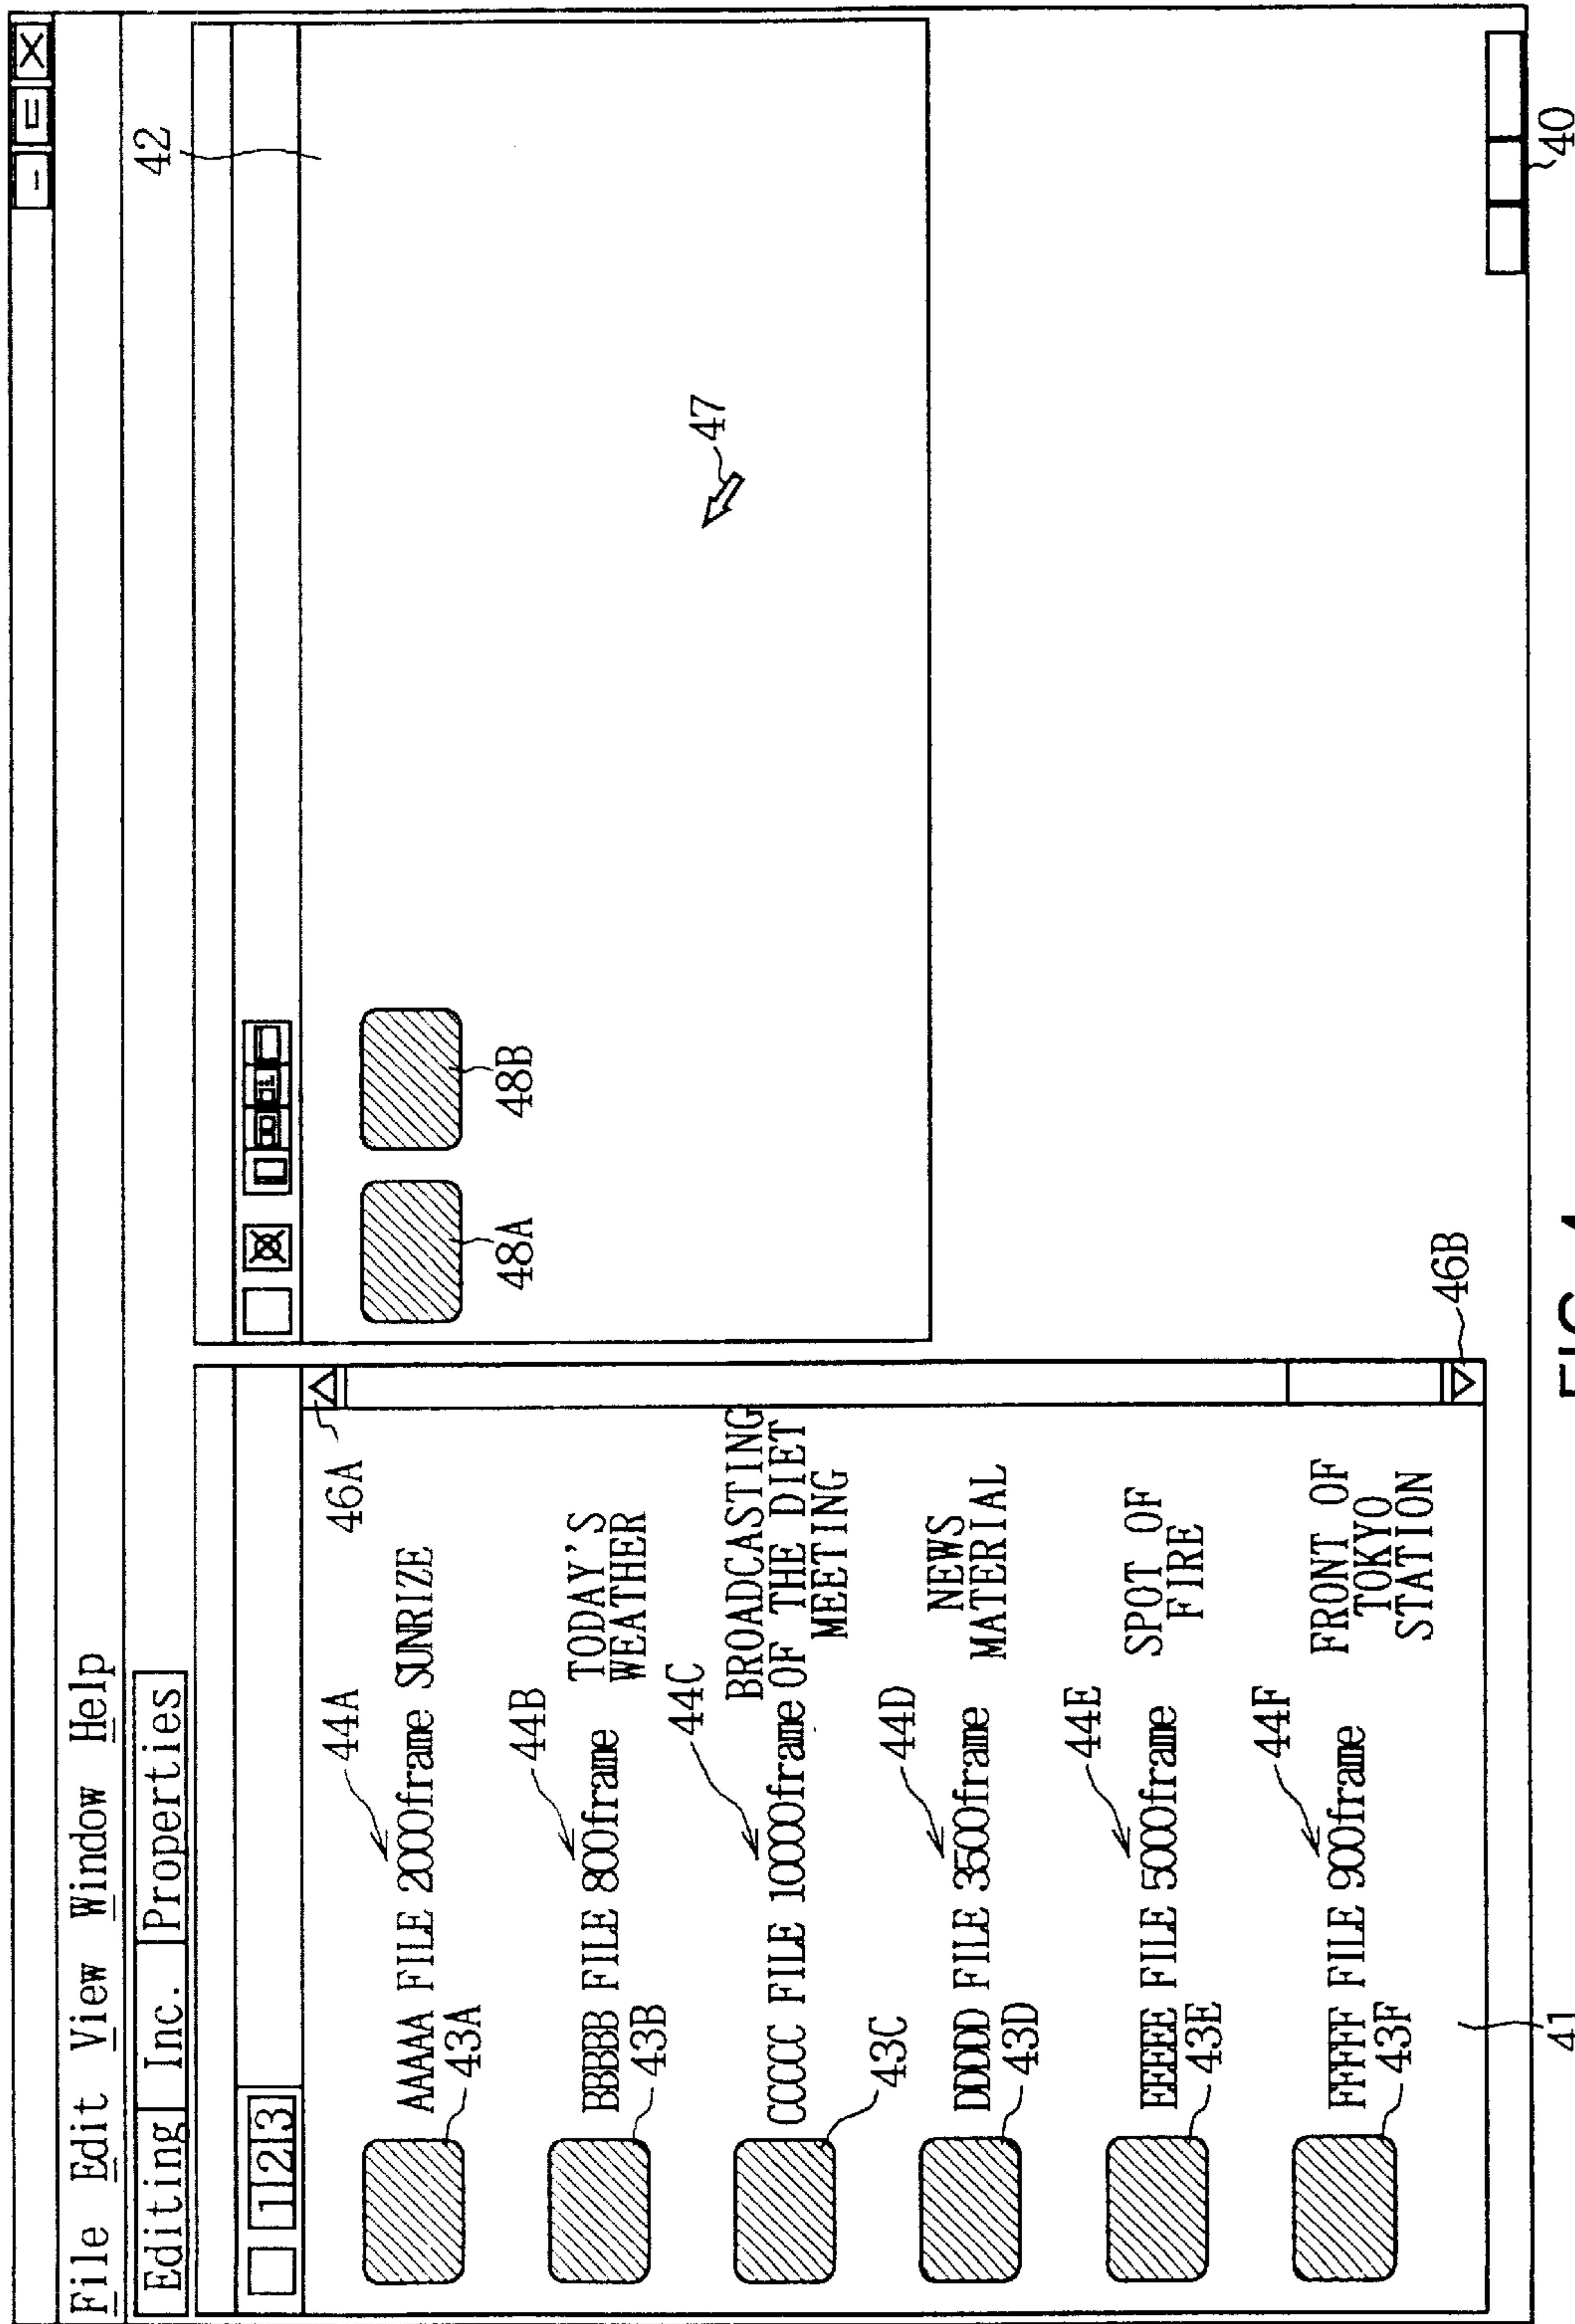 File Edit View Window Help
Editing Inc. Properties
1 2 3
42
46A
44A
AAAAA FILE 2000frame SUNRIZE
43A
48A
48B
44B
BBBBB FILE 800frame TODAY'S
WEATHER
43B
44C
CCCCC FILE 10000frame BROADCASTING
OF THE DIET
MEETING
43C
47
44D
DDDDD FILE 3500frame NEWS
MATERIAL
43D
44E
EEEEE FILE 5000frame SPOT OF
FIRE
43E
44F
FFFFF FILE 900frame FRONT OF
TOKYO
STATION
43F
46B
41
40